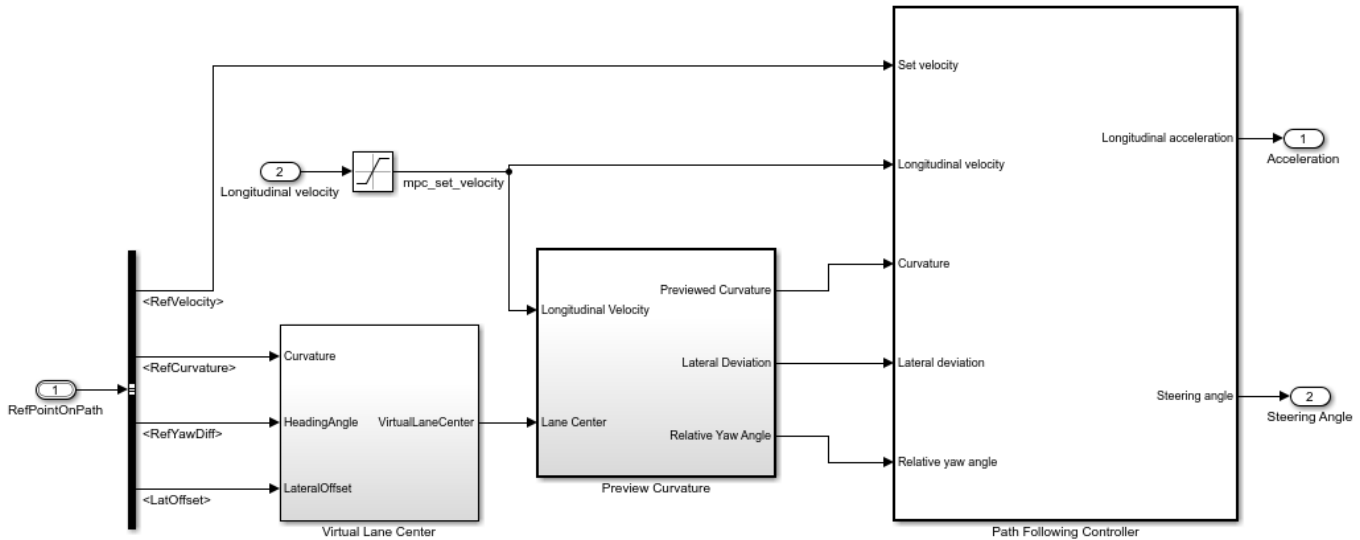 Set velocity
Longitudinal acceleration
1
Acceleration
2
Longitudinal velocity
mpc_set_velocity
Longitudinal velocity
Curvature
<RefVelocity>
Previewed Curvature
Longitudinal Velocity
Curvature
<RefCurvature>
Lateral Deviation
Lateral deviation
1
RefPointOnPath
Steering angle
2
Steering Angle
HeadingAngle
VirtualLaneCenter
Lane Center
<RefYawDiff>
Relative Yaw Angle
Relative yaw angle
LateralOffset
<LatOffset>
Preview Curvature
Virtual Lane Center
Path Following Controller